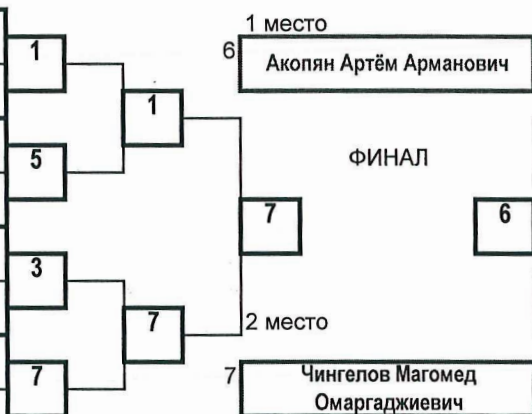 1 место
6
Акопян Артём Арманович
1
1
5
ФИНАЛ
7
6
3
7
2 место
7
7
Чингелов Магомед
Омаргаджиевич